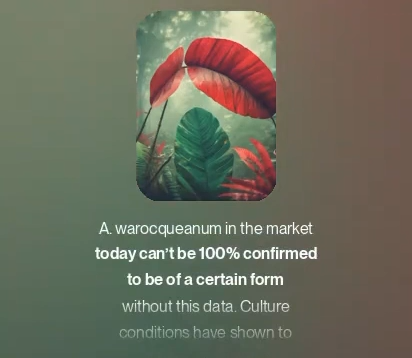 A. warocqueanum in the market
today can't be 100% confirmed
to be of a certain form
without this data. Culture
conditions have shown to